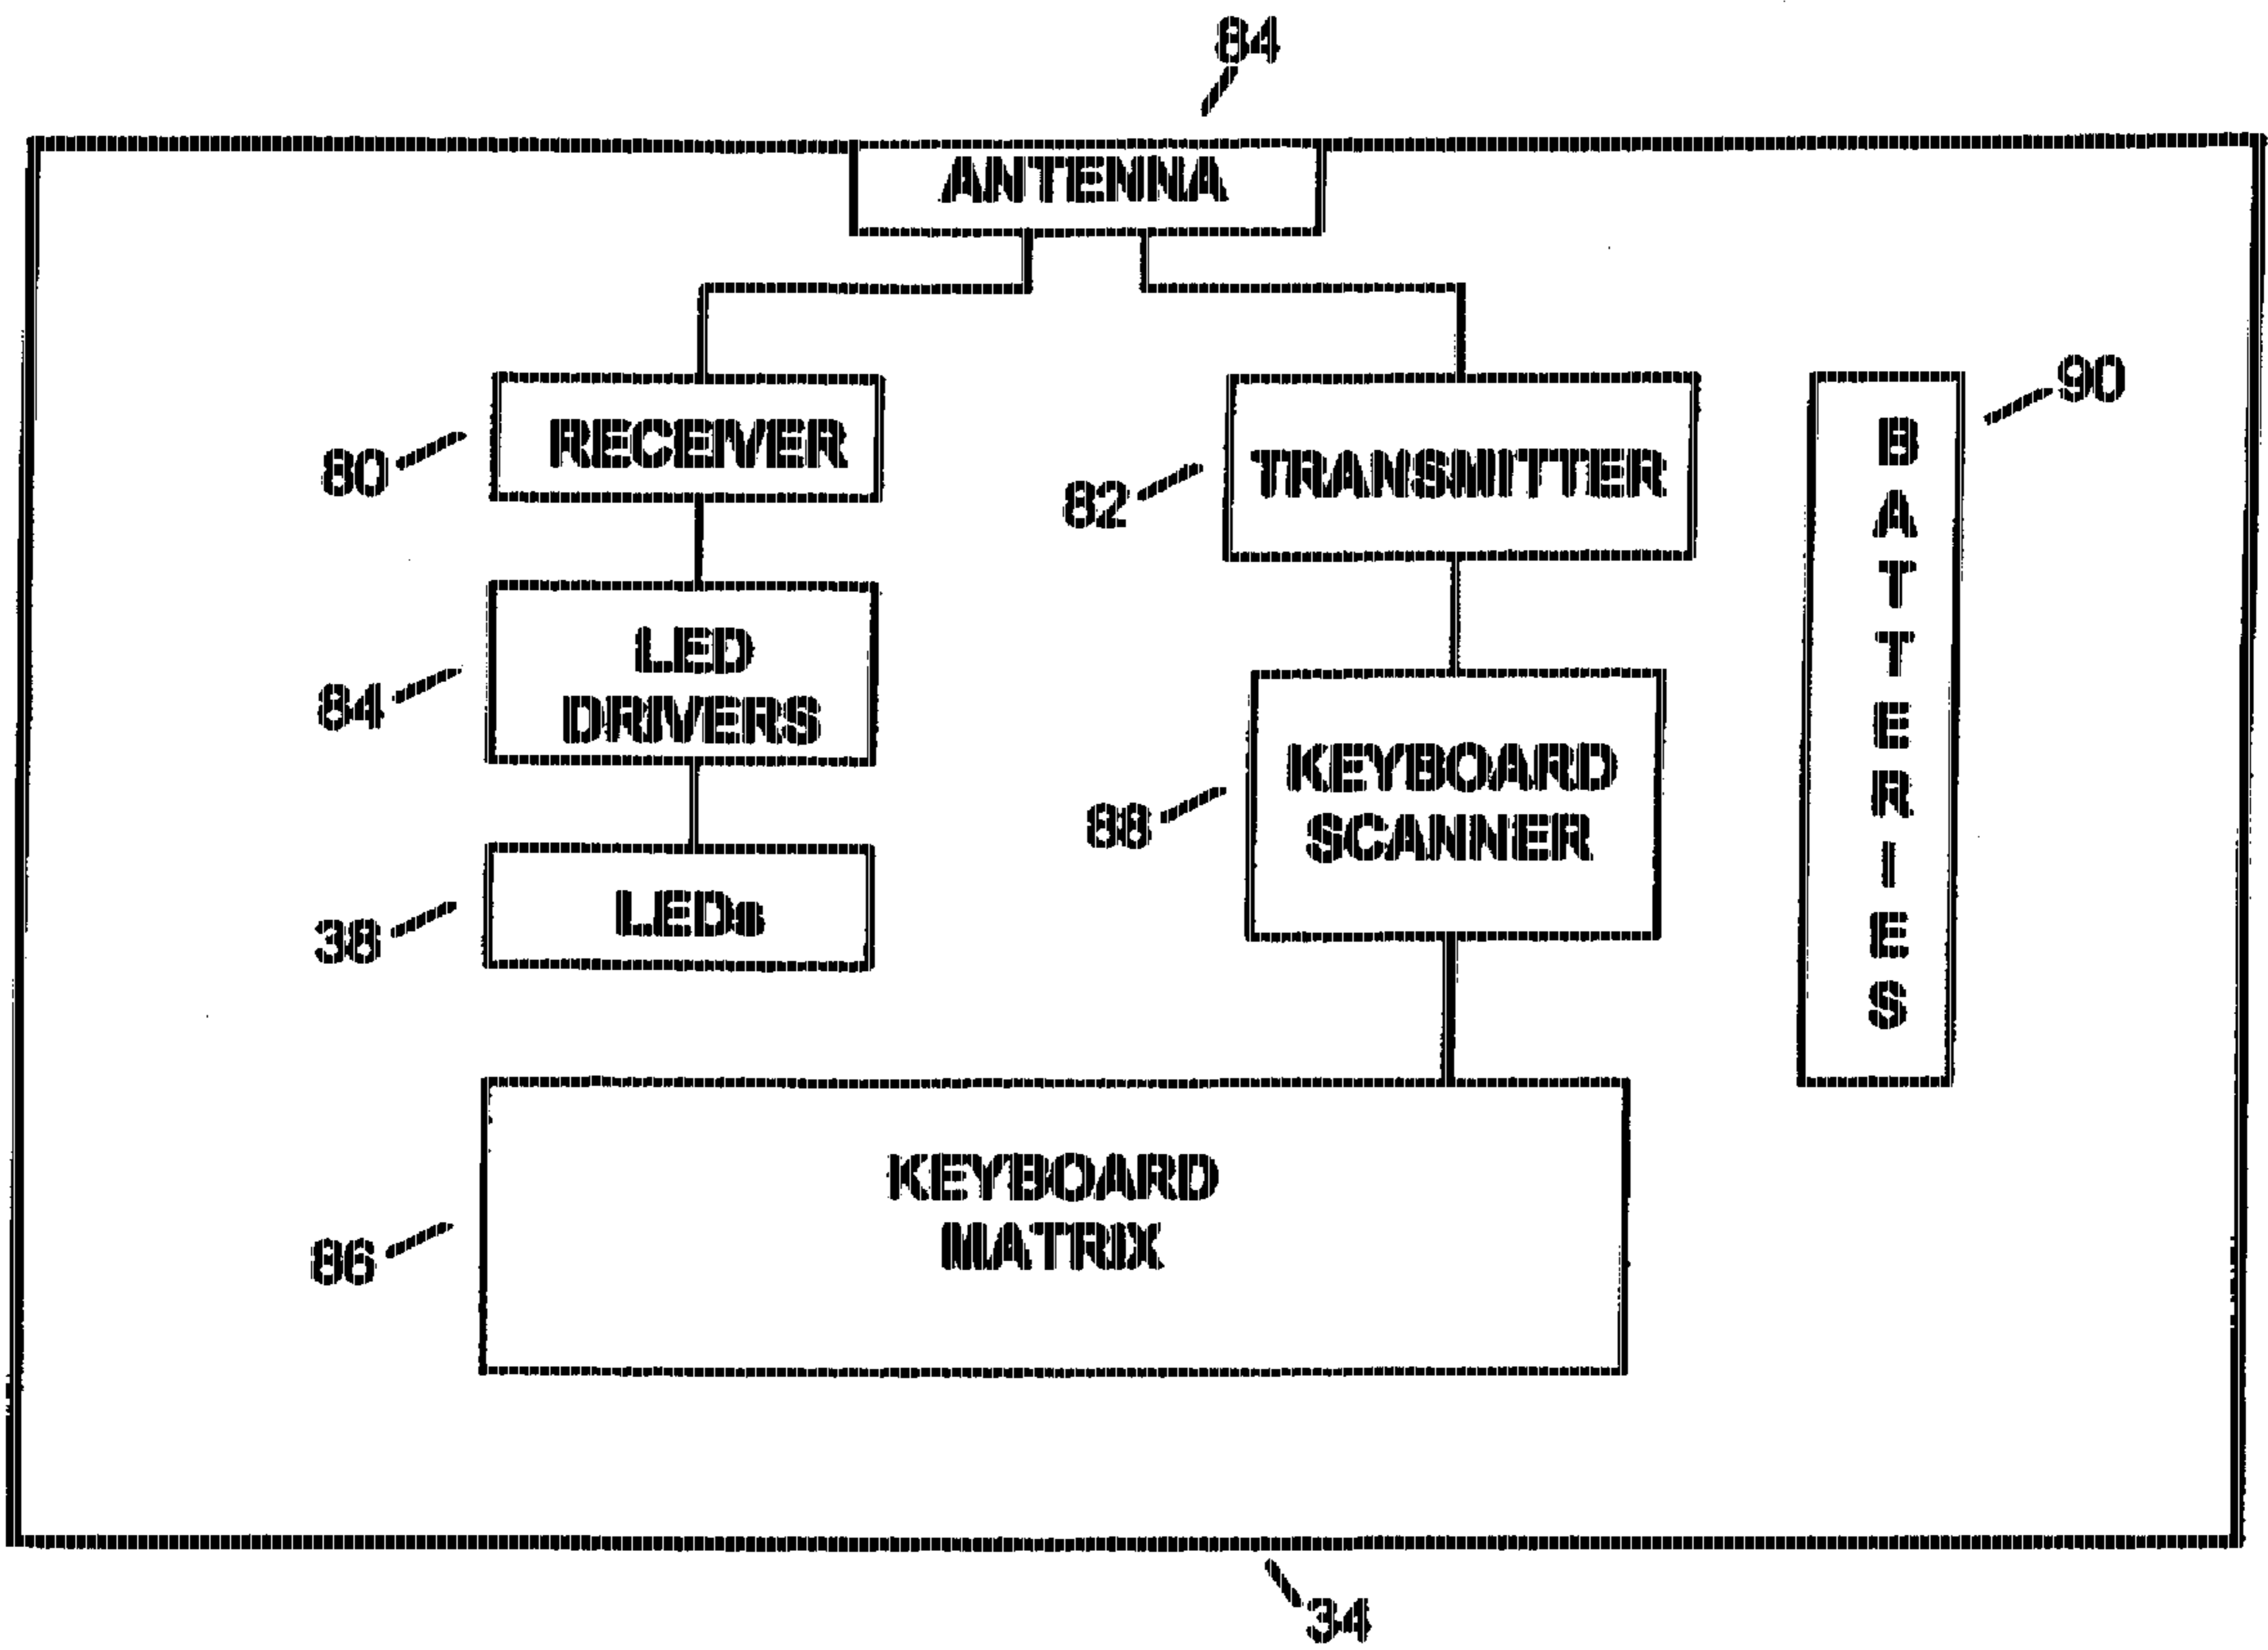 84
ANTENNA
RECEIVER
80
TRANSMITTER
82
BATTERIES
90
LED
DRIVERS
84
KEYBOARD
SCANNER
88
LEDs
38
KEYBOARD
MATRIX
86
34